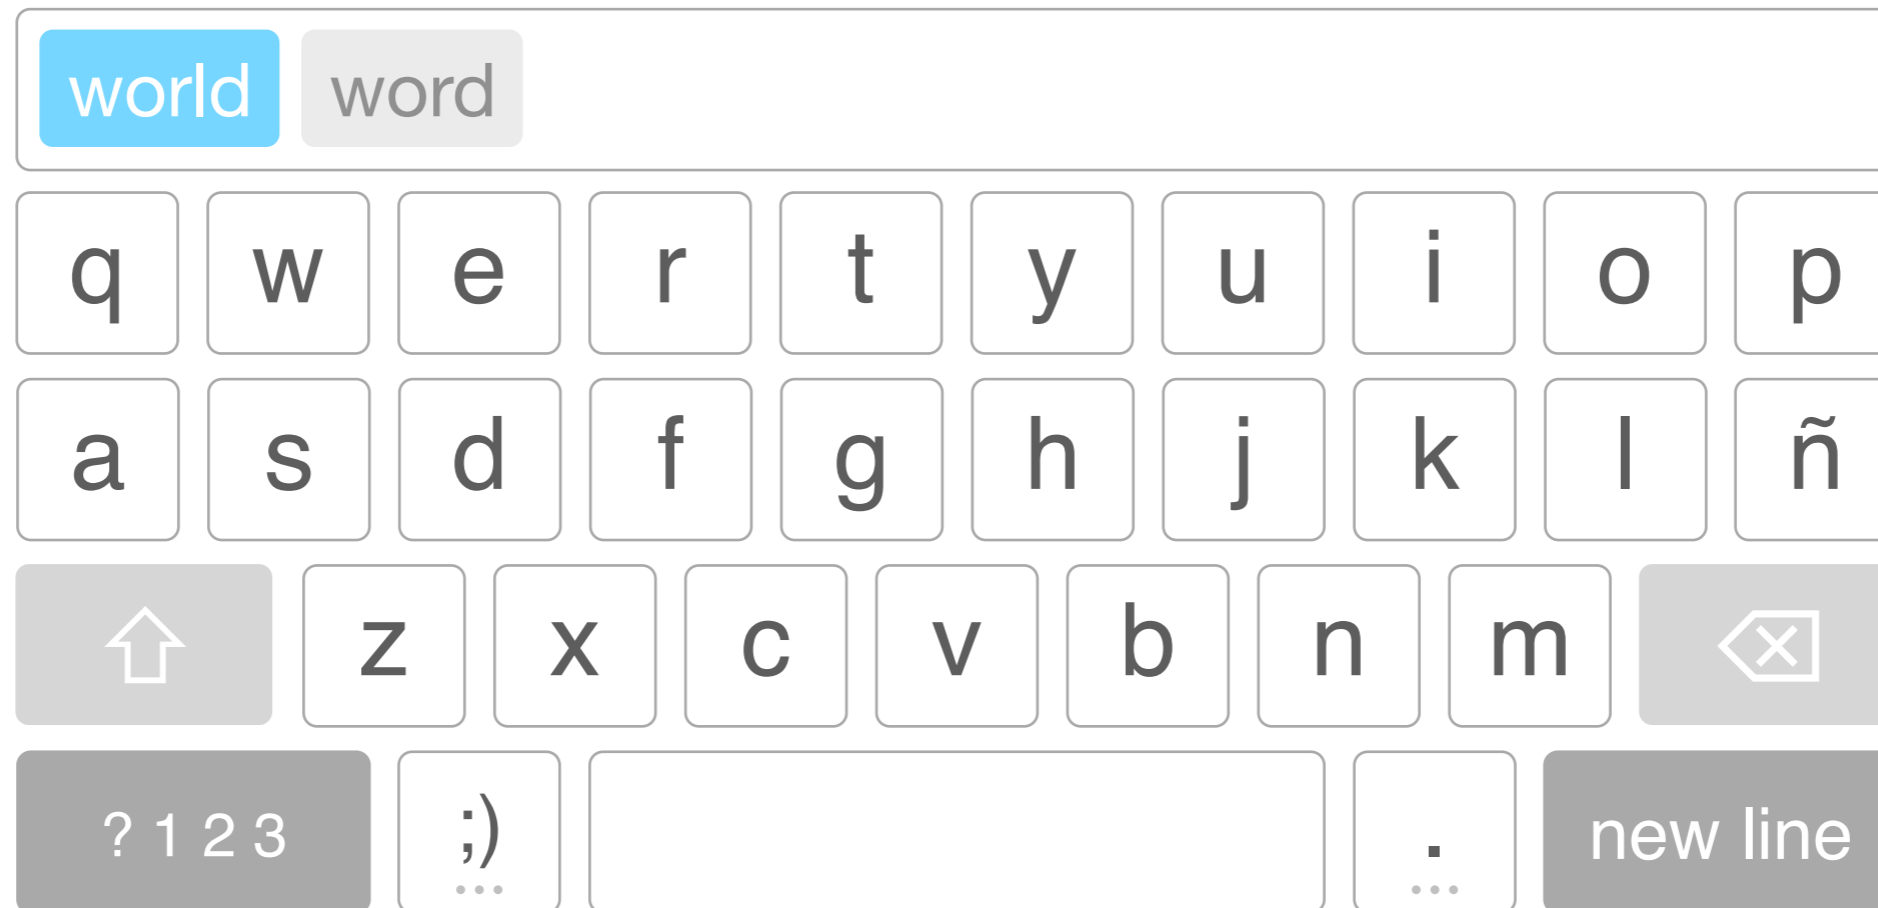 world word
q w e r t y u i o p
a s d f g h j k l ñ
z x c v b n m
? 1 2 3 ;) . new line